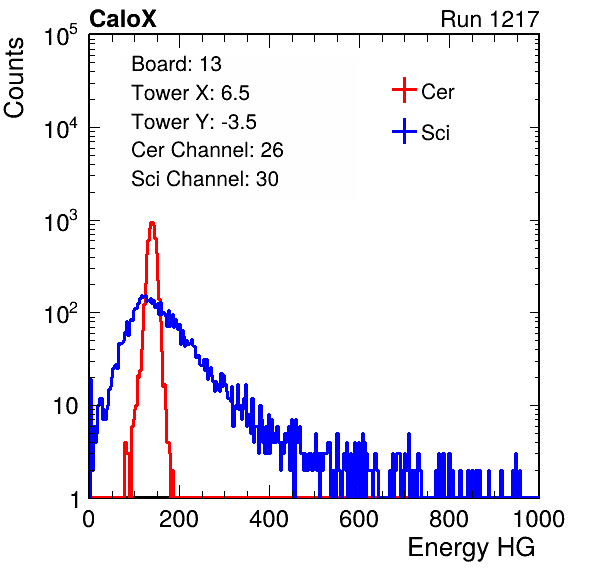 CaloX
Run 1217
Counts
Board: 13
Tower X: 6.5
Tower Y: -3.5
Cer Channel: 26
Sci Channel: 30
Cer
Sci
10^5
10^4
10^3
10^2
10
1
0 200 400 600 800 1000
Energy HG